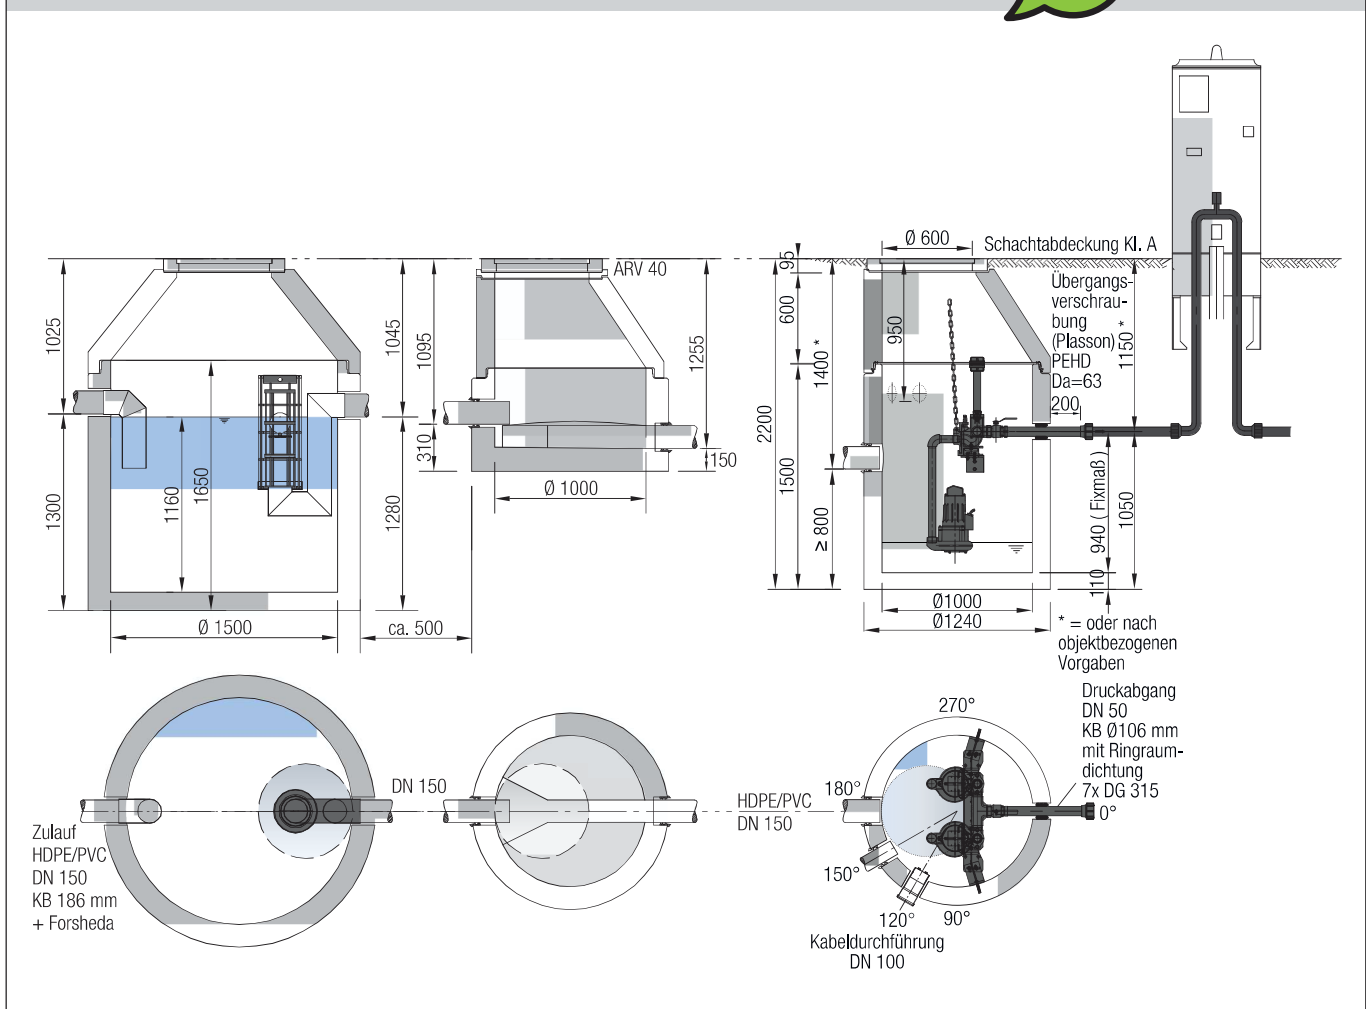 Ø 600
Schachtabdeckung Kl. A
ARV 40
95
Übergangs-
verschrau-
bung
(Plasson)
PEHD
Da=63
200
1025
1045
1095
1255
600
950
1400 *
1150 *
2200
1500
310
150
1300
1160
1650
1280
Ø 1000
≥ 800
940 ( Fixmaß )
1050
110
Ø 1500
ca. 500
Ø1000
Ø1240
* = oder nach
objektbezogenen
Vorgaben
Druckabgang
DN 50
KB Ø106 mm
mit Ringraum-
dichtung
7x DG 315
0°
270°
180°
150°
120°
90°
Kabeldurchführung
DN 100
HDPE/PVC
DN 150
DN 150
Zulauf
HDPE/PVC
DN 150
KB 186 mm
+ Forsheda